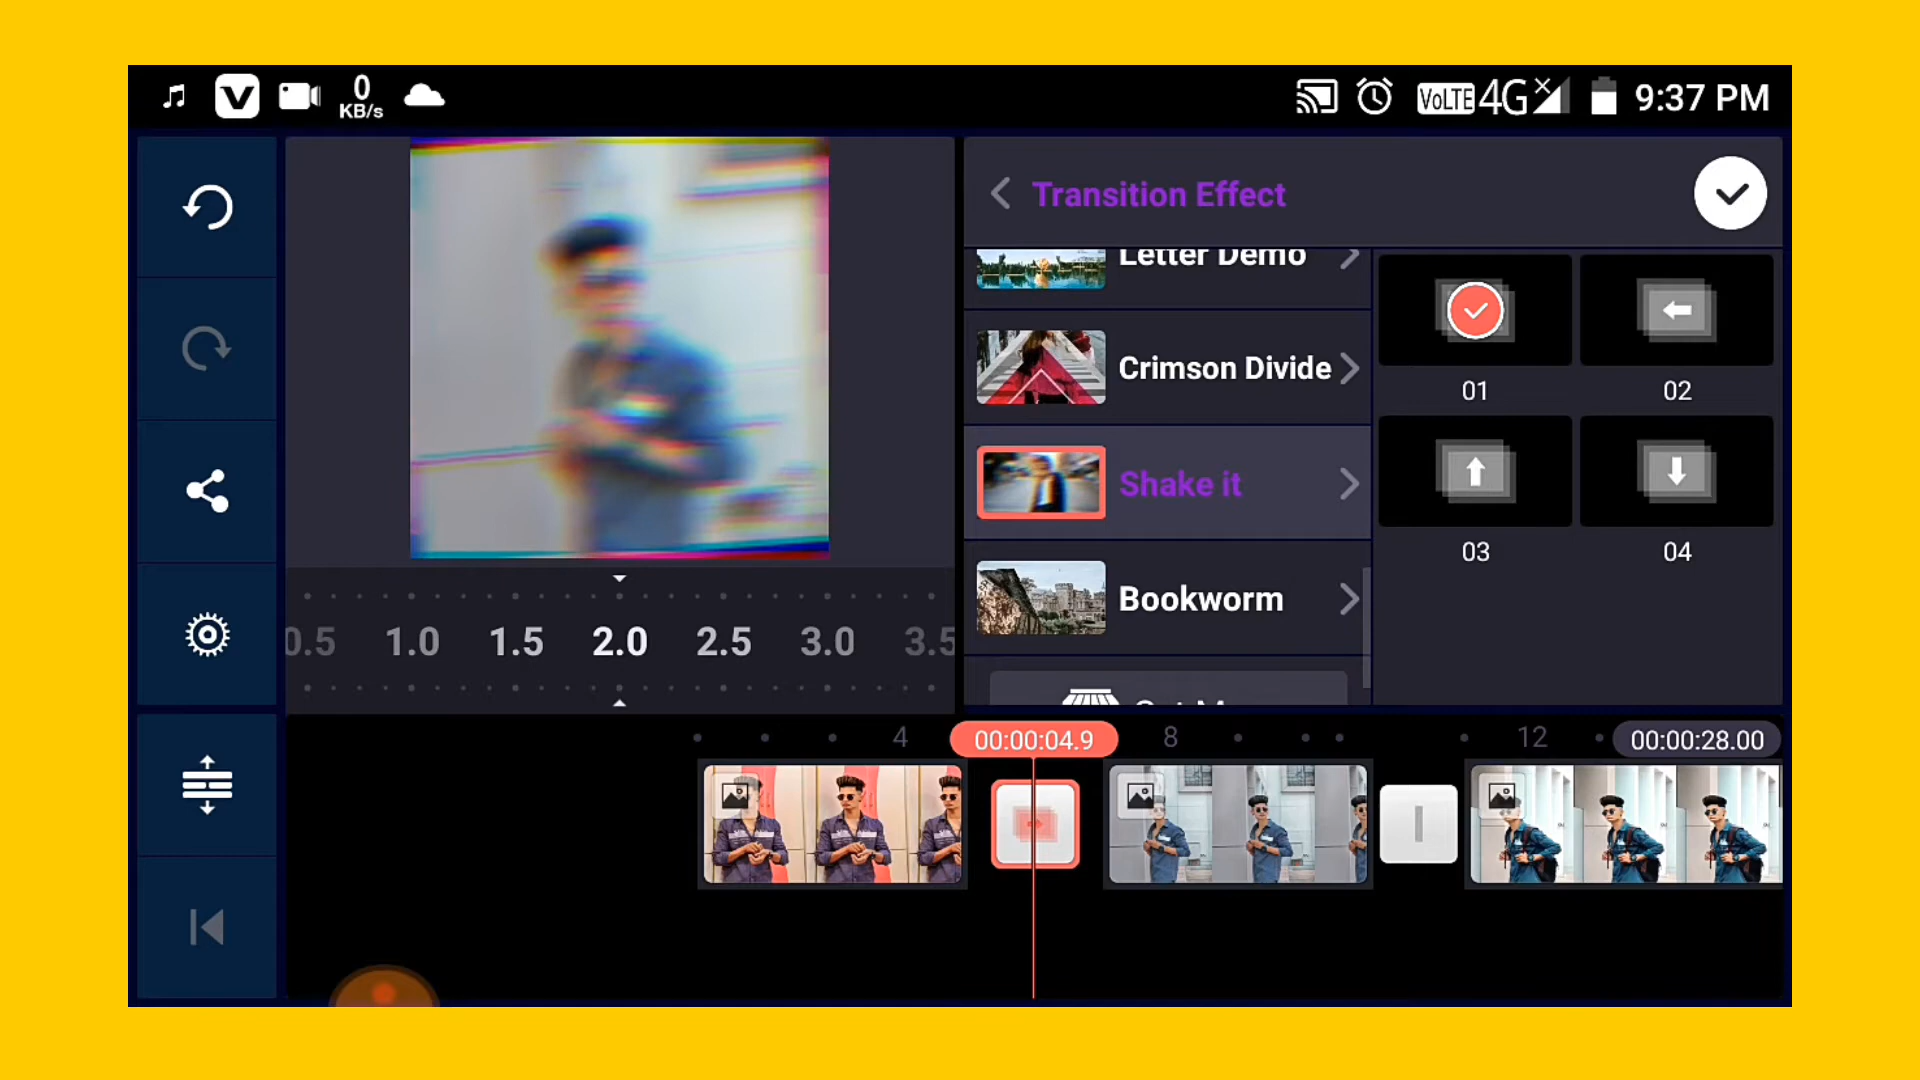 0
KB/s
VoLTE 4G
9:37 PM
Transition Effect
Letter Demo
Crimson Divide
Shake it
Bookworm
01
02
03
04
0.5 1.0 1.5 2.0 2.5 3.0 3.5
4
00:00:04.9
8
12
00:00:28.00